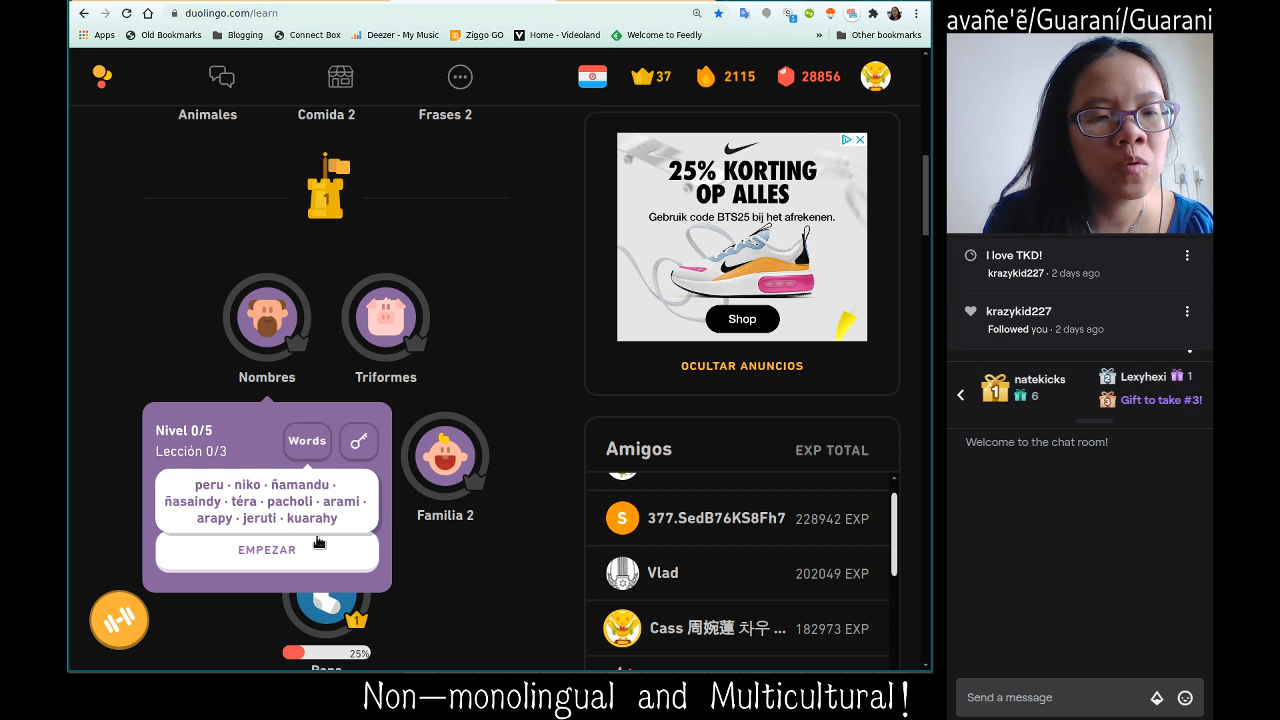 duolingo.com/learn
Apps
Old Bookmarks
Blogging
Connect Box
Deezer - My Music
Ziggo GO
Home - Videoland
Welcome to Feedly
»
Other bookmarks
37
2115
28856
Animales
Comida 2
Frases 2
1
Nombres
Triformes
Nivel 0/5
Lección 0/3
Words
peru · niko · ñamandu ·
ñasaindy · téra · pacholi · arami ·
arapy · jeruti · kuarahy
EMPEZAR
Familia 2
1
25%
25% KORTING
OP ALLES
Gebruik code BTS25 bij het afrekenen.
Shop
OCULTAR ANUNCIOS
Amigos
EXP TOTAL
S
377.SedB76KS8Fh7
228942 EXP
Vlad
202049 EXP
Cass 周婉蓮 차우 ...
182973 EXP
avañe'ẽ/Guaraní/Guarani
I love TKD!
krazykid227 · 2 days ago
krazykid227
Followed you · 2 days ago
1
natekicks
6
2
Lexyhexi
1
3
Gift to take #3!
Welcome to the chat room!
Send a message
Non-monolingual and Multicultural!